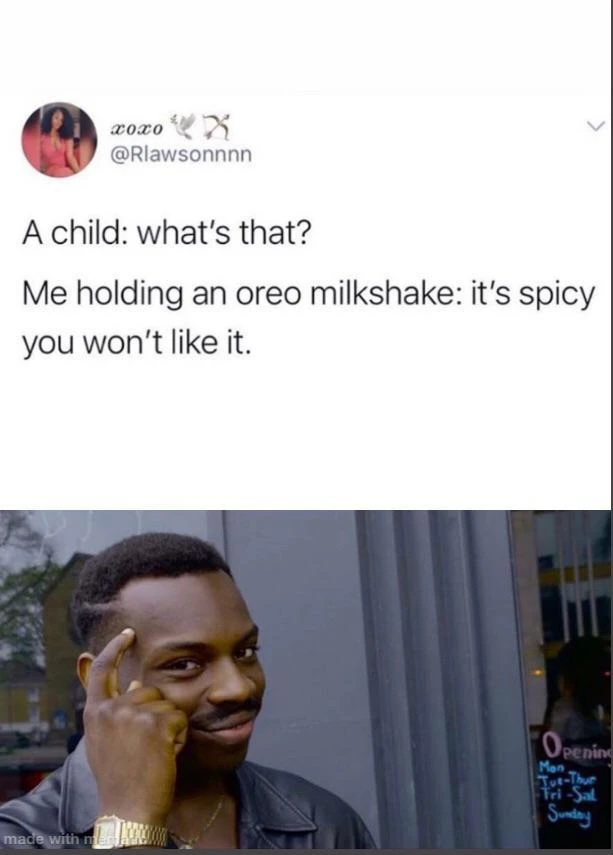 xoxo 🕊️🏹
@Rlawsonnnn
A child: what's that?
Me holding an oreo milkshake: it's spicy
you won't like it.
Opening
Mon
Tue-Thur
Fri-Sat
Sunday
made with